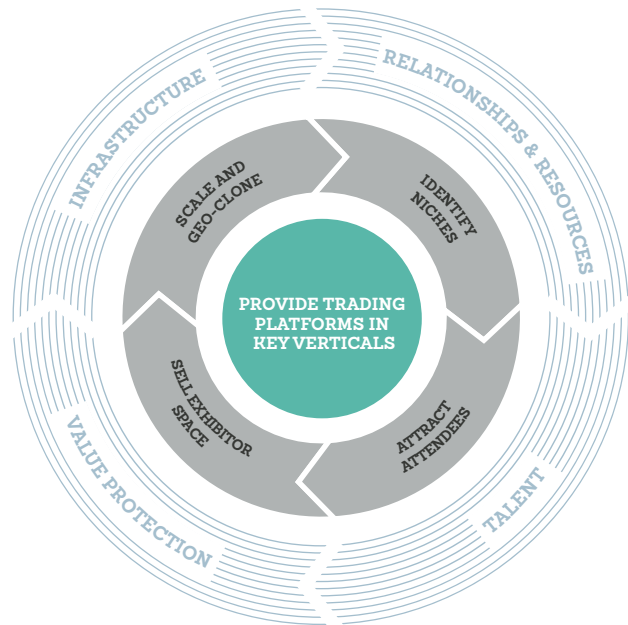 INFRASTRUCTURE
RELATIONSHIPS & RESOURCES
SCALE AND
GEO-CLONE
IDENTIFY
NICHES
PROVIDE TRADING
PLATFORMS IN
KEY VERTICALS
SELL EXHIBITOR
SPACE
ATTRACT
ATTENDEES
VALUE PROTECTION
TALENT